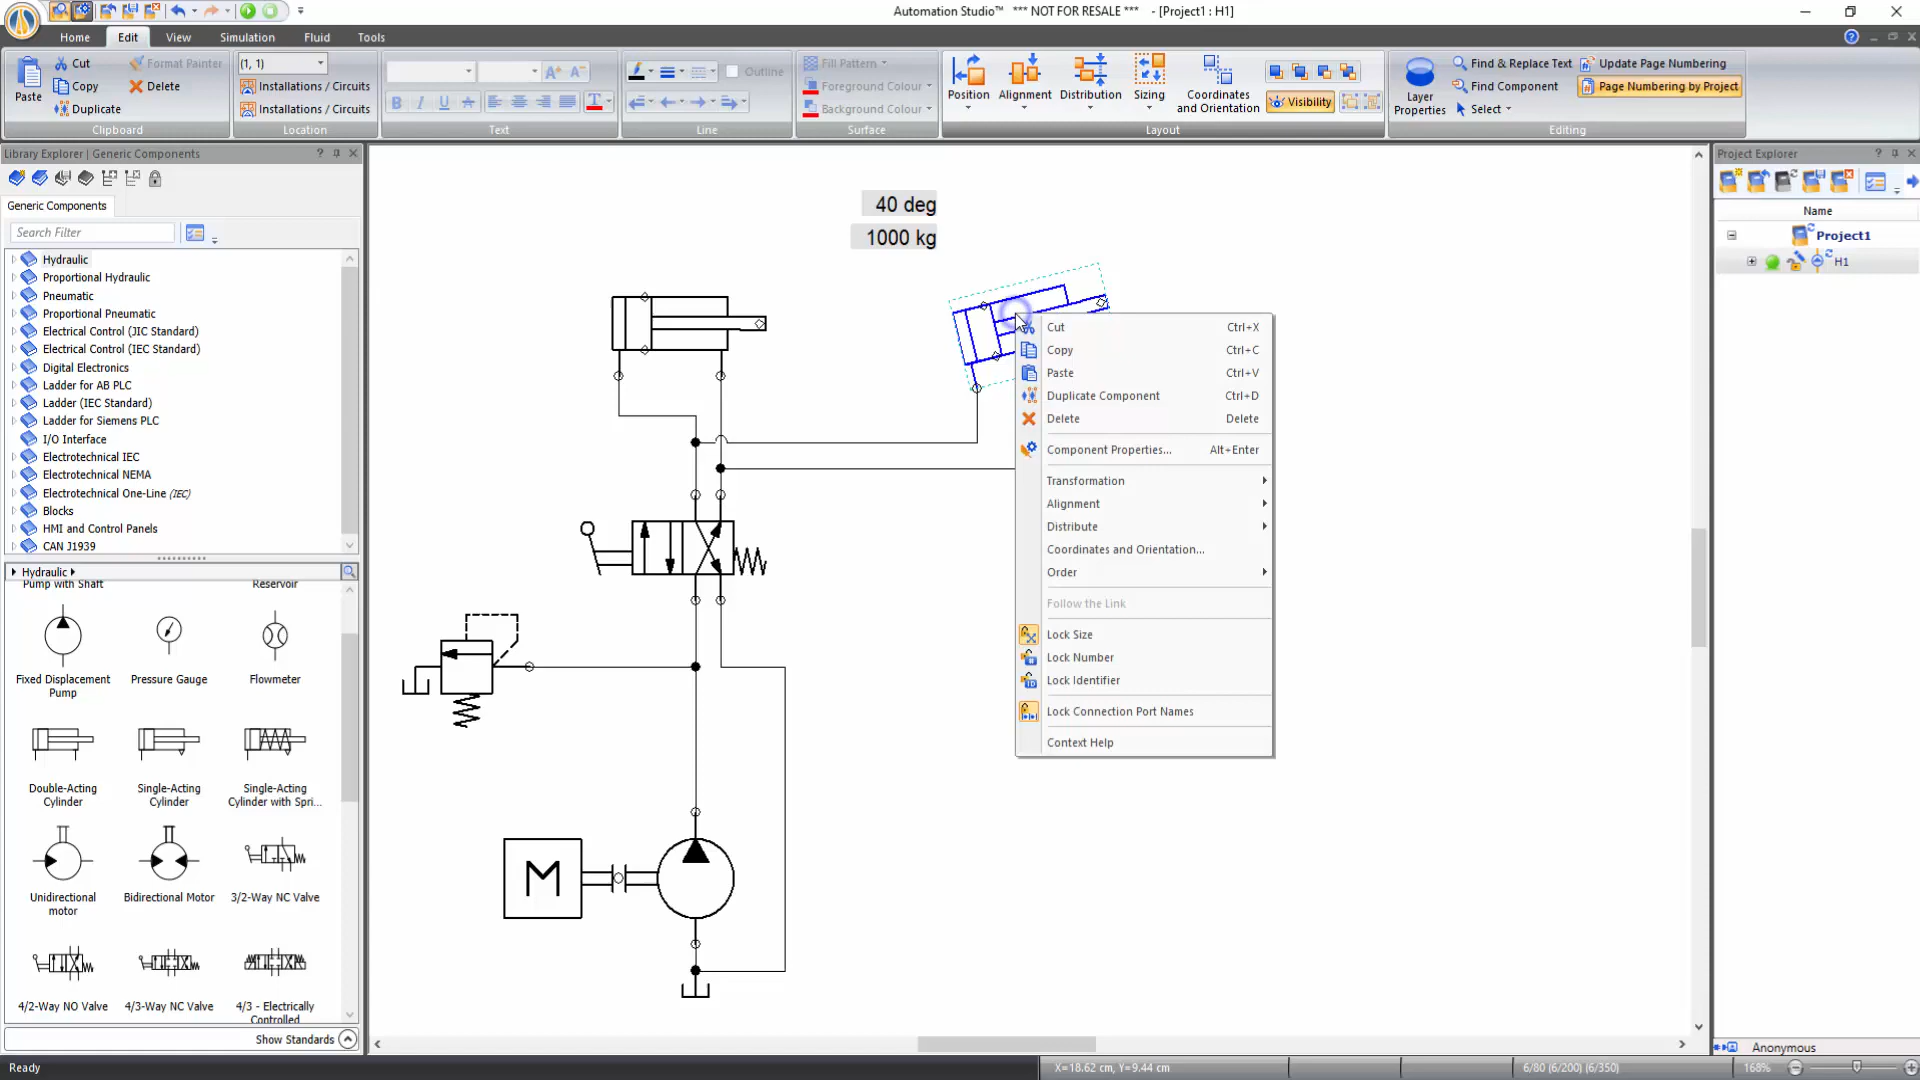 Automation Studio™ *** NOT FOR RESALE *** - [Project1 : H1]
Home Edit View Simulation Fluid Tools
Paste
Cut
Copy
Duplicate
Format Painter
Delete
Clipboard
(1, 1)
Installations / Circuits
Installations / Circuits
Location
B I U S
Text
Outline
Line
Fill Pattern
Foreground Colour
Background Colour
Surface
Position
Alignment
Distribution
Sizing
Coordinates
and Orientation
Visibility
Layout
Layer
Properties
Find & Replace Text
Find Component
Select
Update Page Numbering
Page Numbering by Project
Editing
Library Explorer | Generic Components
Generic Components
Search Filter
Hydraulic
Proportional Hydraulic
Pneumatic
Proportional Pneumatic
Electrical Control (JIC Standard)
Electrical Control (IEC Standard)
Digital Electronics
Ladder for AB PLC
Ladder (IEC Standard)
Ladder for Siemens PLC
I/O Interface
Electrotechnical IEC
Electrotechnical NEMA
Electrotechnical One-Line (IEC)
Blocks
HMI and Control Panels
CAN J1939
Hydraulic
Pump with Shaft
Reservoir
Fixed Displacement
Pump
Pressure Gauge
Flowmeter
Double-Acting
Cylinder
Single-Acting
Cylinder
Single-Acting
Cylinder with Spri...
Unidirectional
motor
Bidirectional Motor
3/2-Way NC Valve
4/2-Way NO Valve
4/3-Way NC Valve
4/3 - Electrically
Controlled
Show Standards
40 deg
1000 kg
M
Cut Ctrl+X
Copy Ctrl+C
Paste Ctrl+V
Duplicate Component Ctrl+D
Delete Delete
Component Properties... Alt+Enter
Transformation
Alignment
Distribute
Coordinates and Orientation...
Order
Follow the Link
Lock Size
Lock Number
Lock Identifier
Lock Connection Port Names
Context Help
Project Explorer
Name
Project1
H1
Anonymous
Ready
X=18.62 cm, Y=9.44 cm
6/80 (6/200) (6/350)
168%